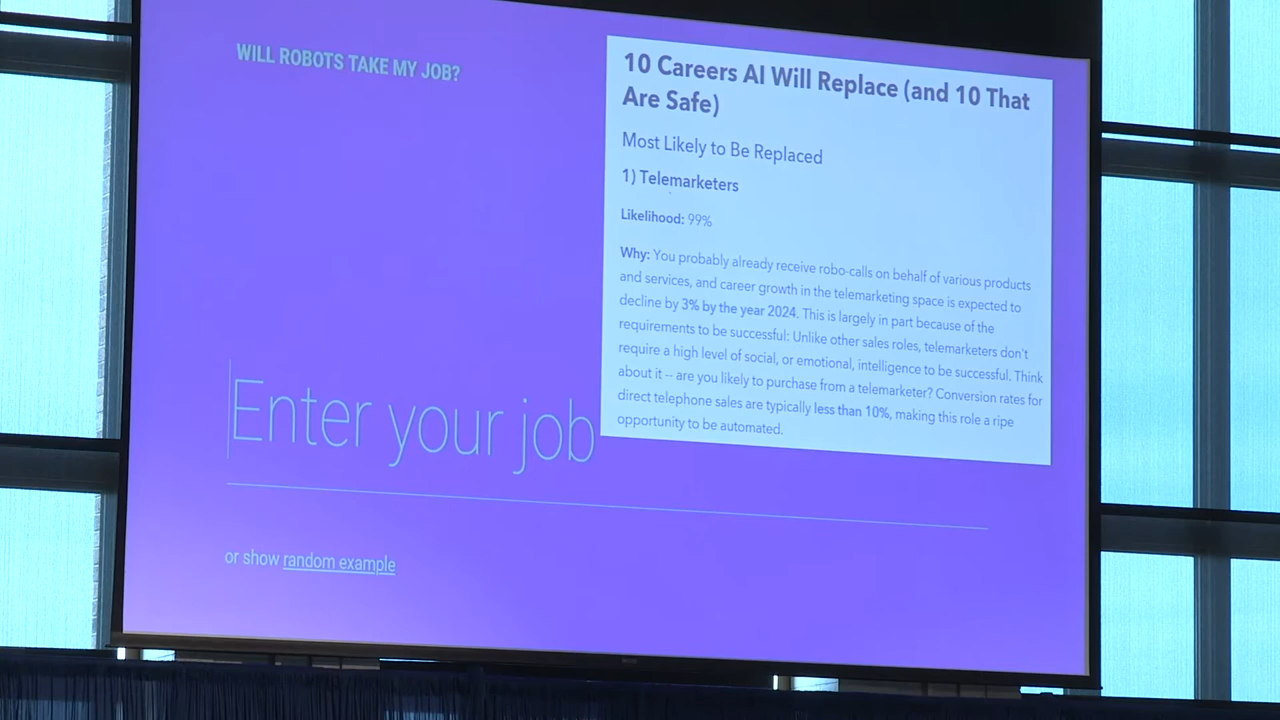 WILL ROBOTS TAKE MY JOB?
10 Careers AI Will Replace (and 10 That
Are Safe)
Most Likely to Be Replaced
1) Telemarketers
Likelihood: 99%
Why: You probably already receive robo-calls on behalf of various products
and services, and career growth in the telemarketing space is expected to
decline by 3% by the year 2024. This is largely in part because of the
requirements to be successful: Unlike other sales roles, telemarketers don't
require a high level of social, or emotional, intelligence to be successful. Think
about it -- are you likely to purchase from a telemarketer? Conversion rates for
direct telephone sales are typically less than 10%, making this role a ripe
opportunity to be automated.
Enter your job
or show random example